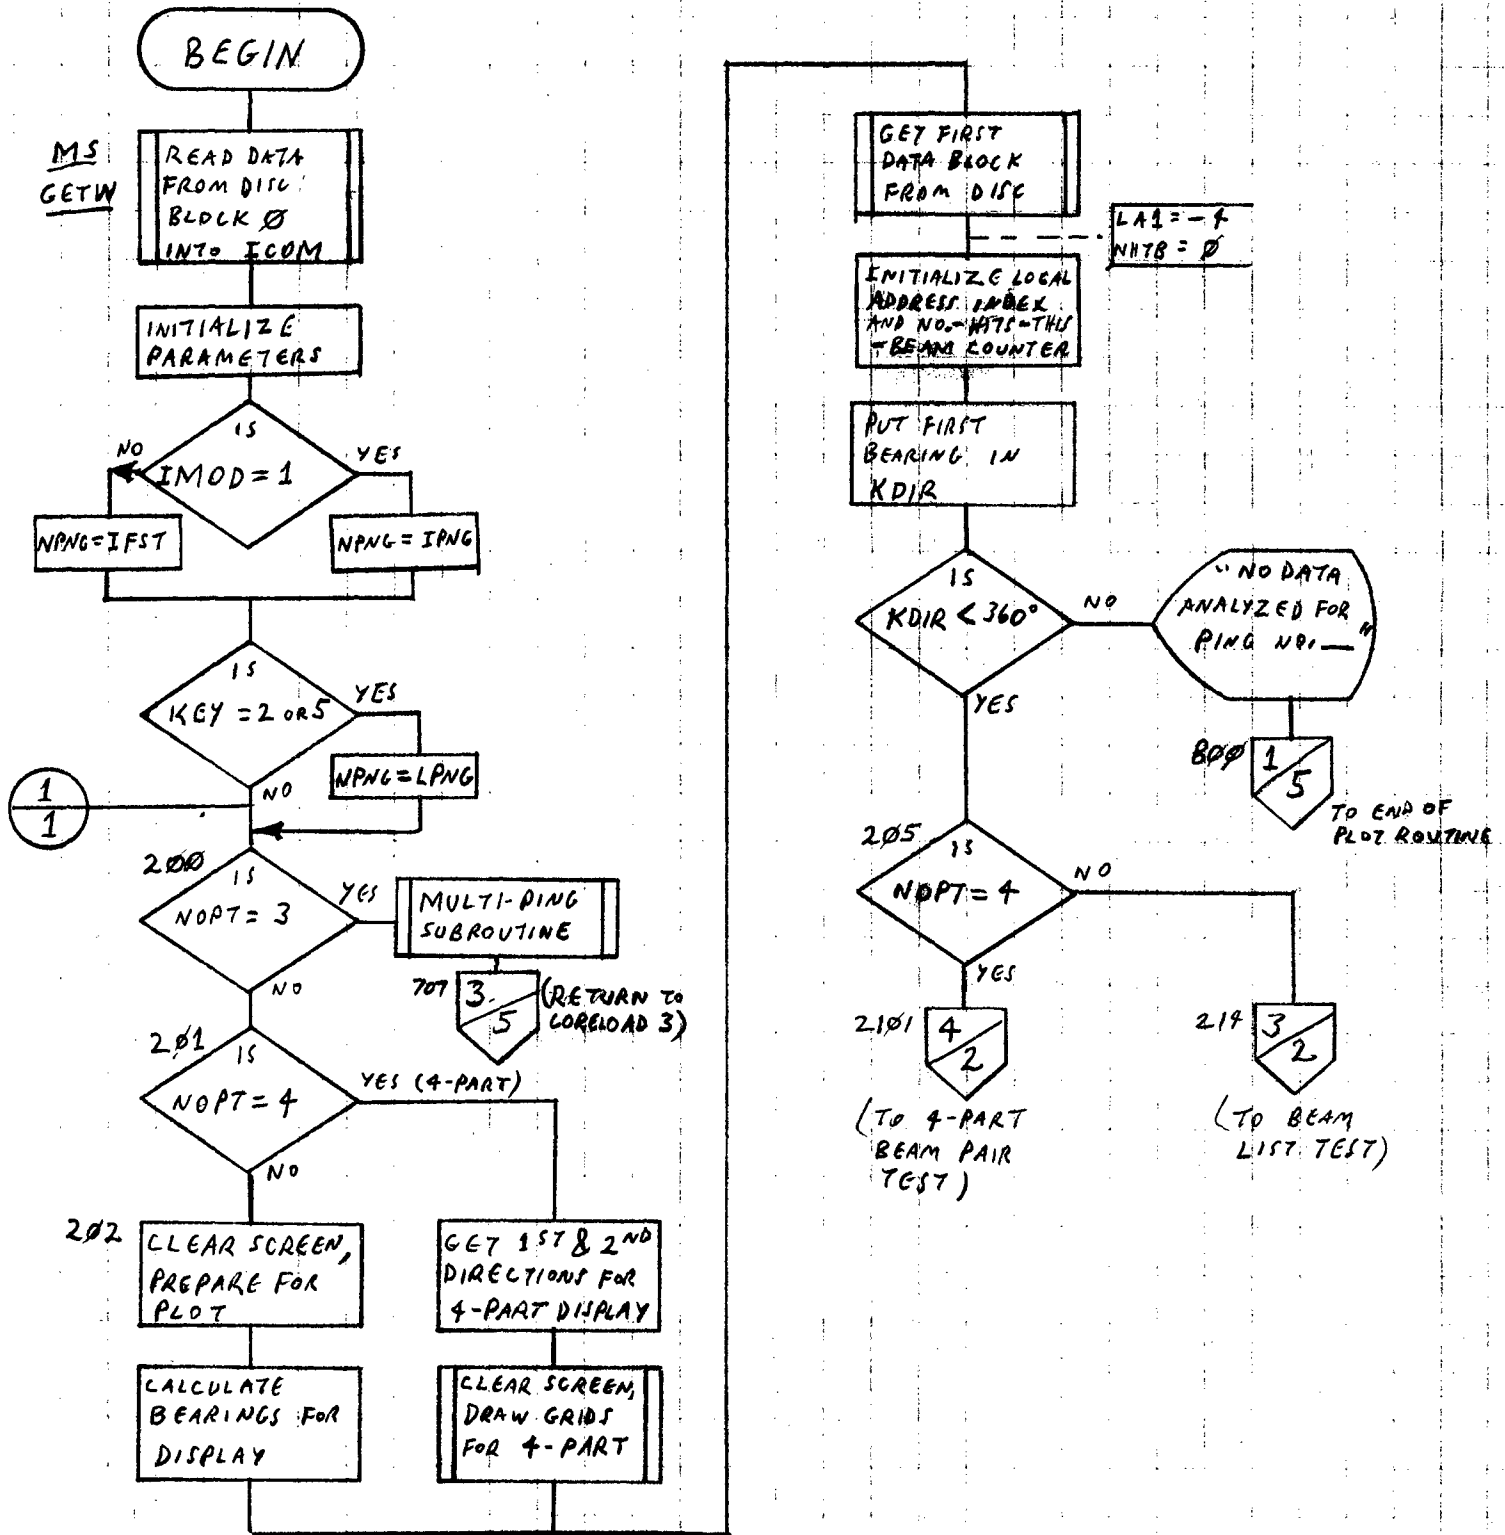 BEGIN
MS
GETW
READ DATA
FROM DISC
BLOCK Ø
INTO ICOM
INITIALIZE
PARAMETERS
IS
IMOD = 1
NO
YES
NPNG=IFST
NPNG=IPNG
IS
KEY = 2 OR 5
YES
NPNG=LPNG
NO
1
1
2ØØ
IS
NOPT = 3
YES
MULTI-PING
SUBROUTINE
NO
707
3
5
(RETURN TO
CORELOAD 3)
2Ø1
IS
NOPT = 4
YES (4-PART)
NO
2Ø2
CLEAR SCREEN,
PREPARE FOR
PLOT
GET 1ST & 2ND
DIRECTIONS FOR
4-PART DISPLAY
CALCULATE
BEARINGS FOR
DISPLAY
CLEAR SCREEN,
DRAW GRIDS
FOR 4-PART
GET FIRST
DATA BLOCK
FROM DISC
LA1 = -4
NHTB = Ø
INITIALIZE LOCAL
ADDRESS INDEX
AND NO.-HITS-THIS
-BEAM COUNTER
PUT FIRST
BEARING IN
KDIR
IS
KDIR < 360°
NO
"NO DATA
ANALYZED FOR
PING NO. __"
YES
8ØØ
1
5
TO END OF
PLOT ROUTINE
2Ø5
IS
NOPT = 4
NO
YES
21Ø1
4
2
(TO 4-PART
BEAM PAIR
TEST)
214
3
2
(TO BEAM
LIST TEST)